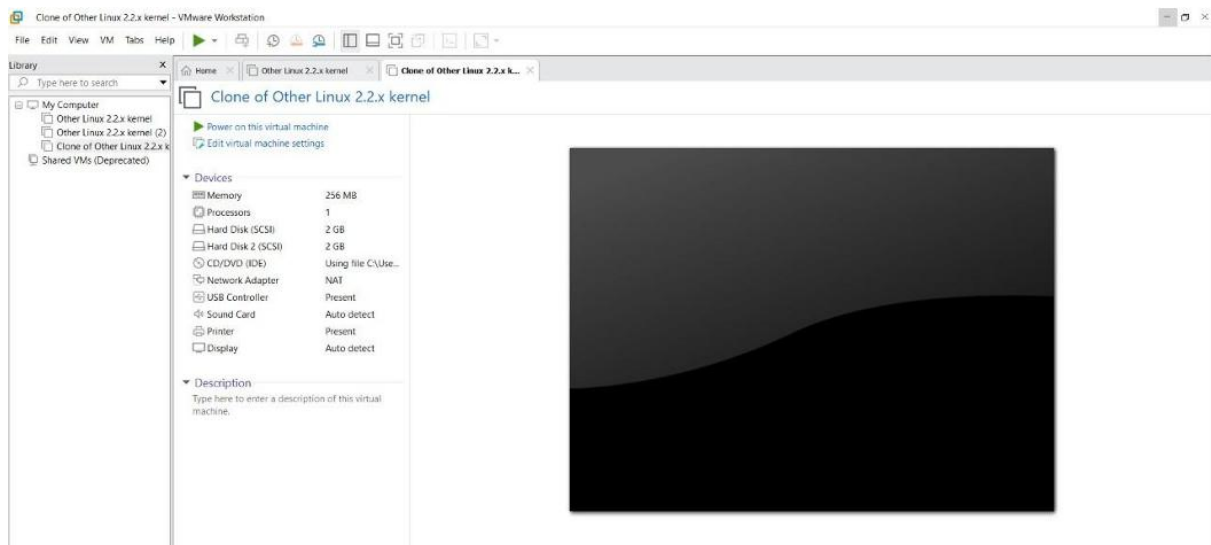 Clone of Other Linux 2.2.x kernel - VMware Workstation
File Edit View VM Tabs Help
Library X
Type here to search
My Computer
Other Linux 2.2.x kernel
Other Linux 2.2.x kernel (2)
Clone of Other Linux 2.2.x k
Shared VMs (Deprecated)
Home Other Linux 2.2.x kernel Clone of Other Linux 2.2.x k...
Clone of Other Linux 2.2.x kernel
Power on this virtual machine
Edit virtual machine settings
Devices
Memory 256 MB
Processors 1
Hard Disk (SCSI) 2 GB
Hard Disk 2 (SCSI) 2 GB
CD/DVD (IDE) Using file C:\Use...
Network Adapter NAT
USB Controller Present
Sound Card Auto detect
Printer Present
Display Auto detect
Description
Type here to enter a description of this virtual
machine.